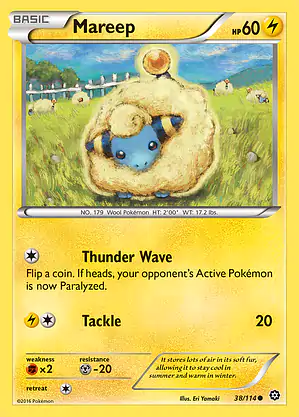 BASIC
Mareep
HP60
NO. 179 Wool Pokémon HT: 2'00" WT: 17.2 lbs.
Thunder Wave
Flip a coin. If heads, your opponent's Active Pokémon
is now Paralyzed.
Tackle 20
weakness
×2
resistance
-20
retreat
It stores lots of air in its soft fur,
allowing it to stay cool in
summer and warm in winter.
Illus. Eri Yamaki
38/114
©2016 Pokémon